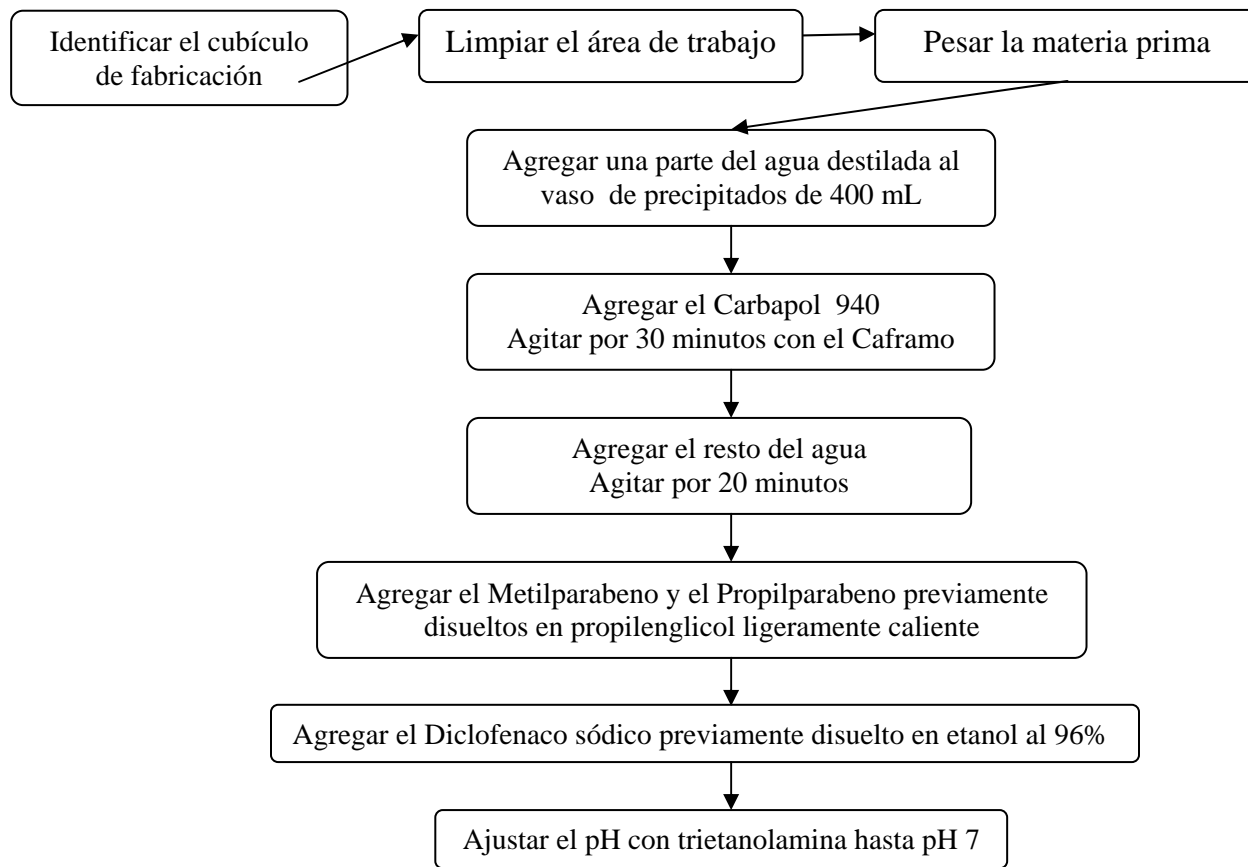 Identificar el cubículo
de fabricación
Limpiar el área de trabajo
Pesar la materia prima
Agregar una parte del agua destilada al
vaso de precipitados de 400 mL
Agregar el Carbapol 940
Agitar por 30 minutos con el Caframo
Agregar el resto del agua
Agitar por 20 minutos
Agregar el Metilparabeno y el Propilparabeno previamente
disueltos en propilenglicol ligeramente caliente
Agregar el Diclofenaco sódico previamente disuelto en etanol al 96%
Ajustar el pH con trietanolamina hasta pH 7